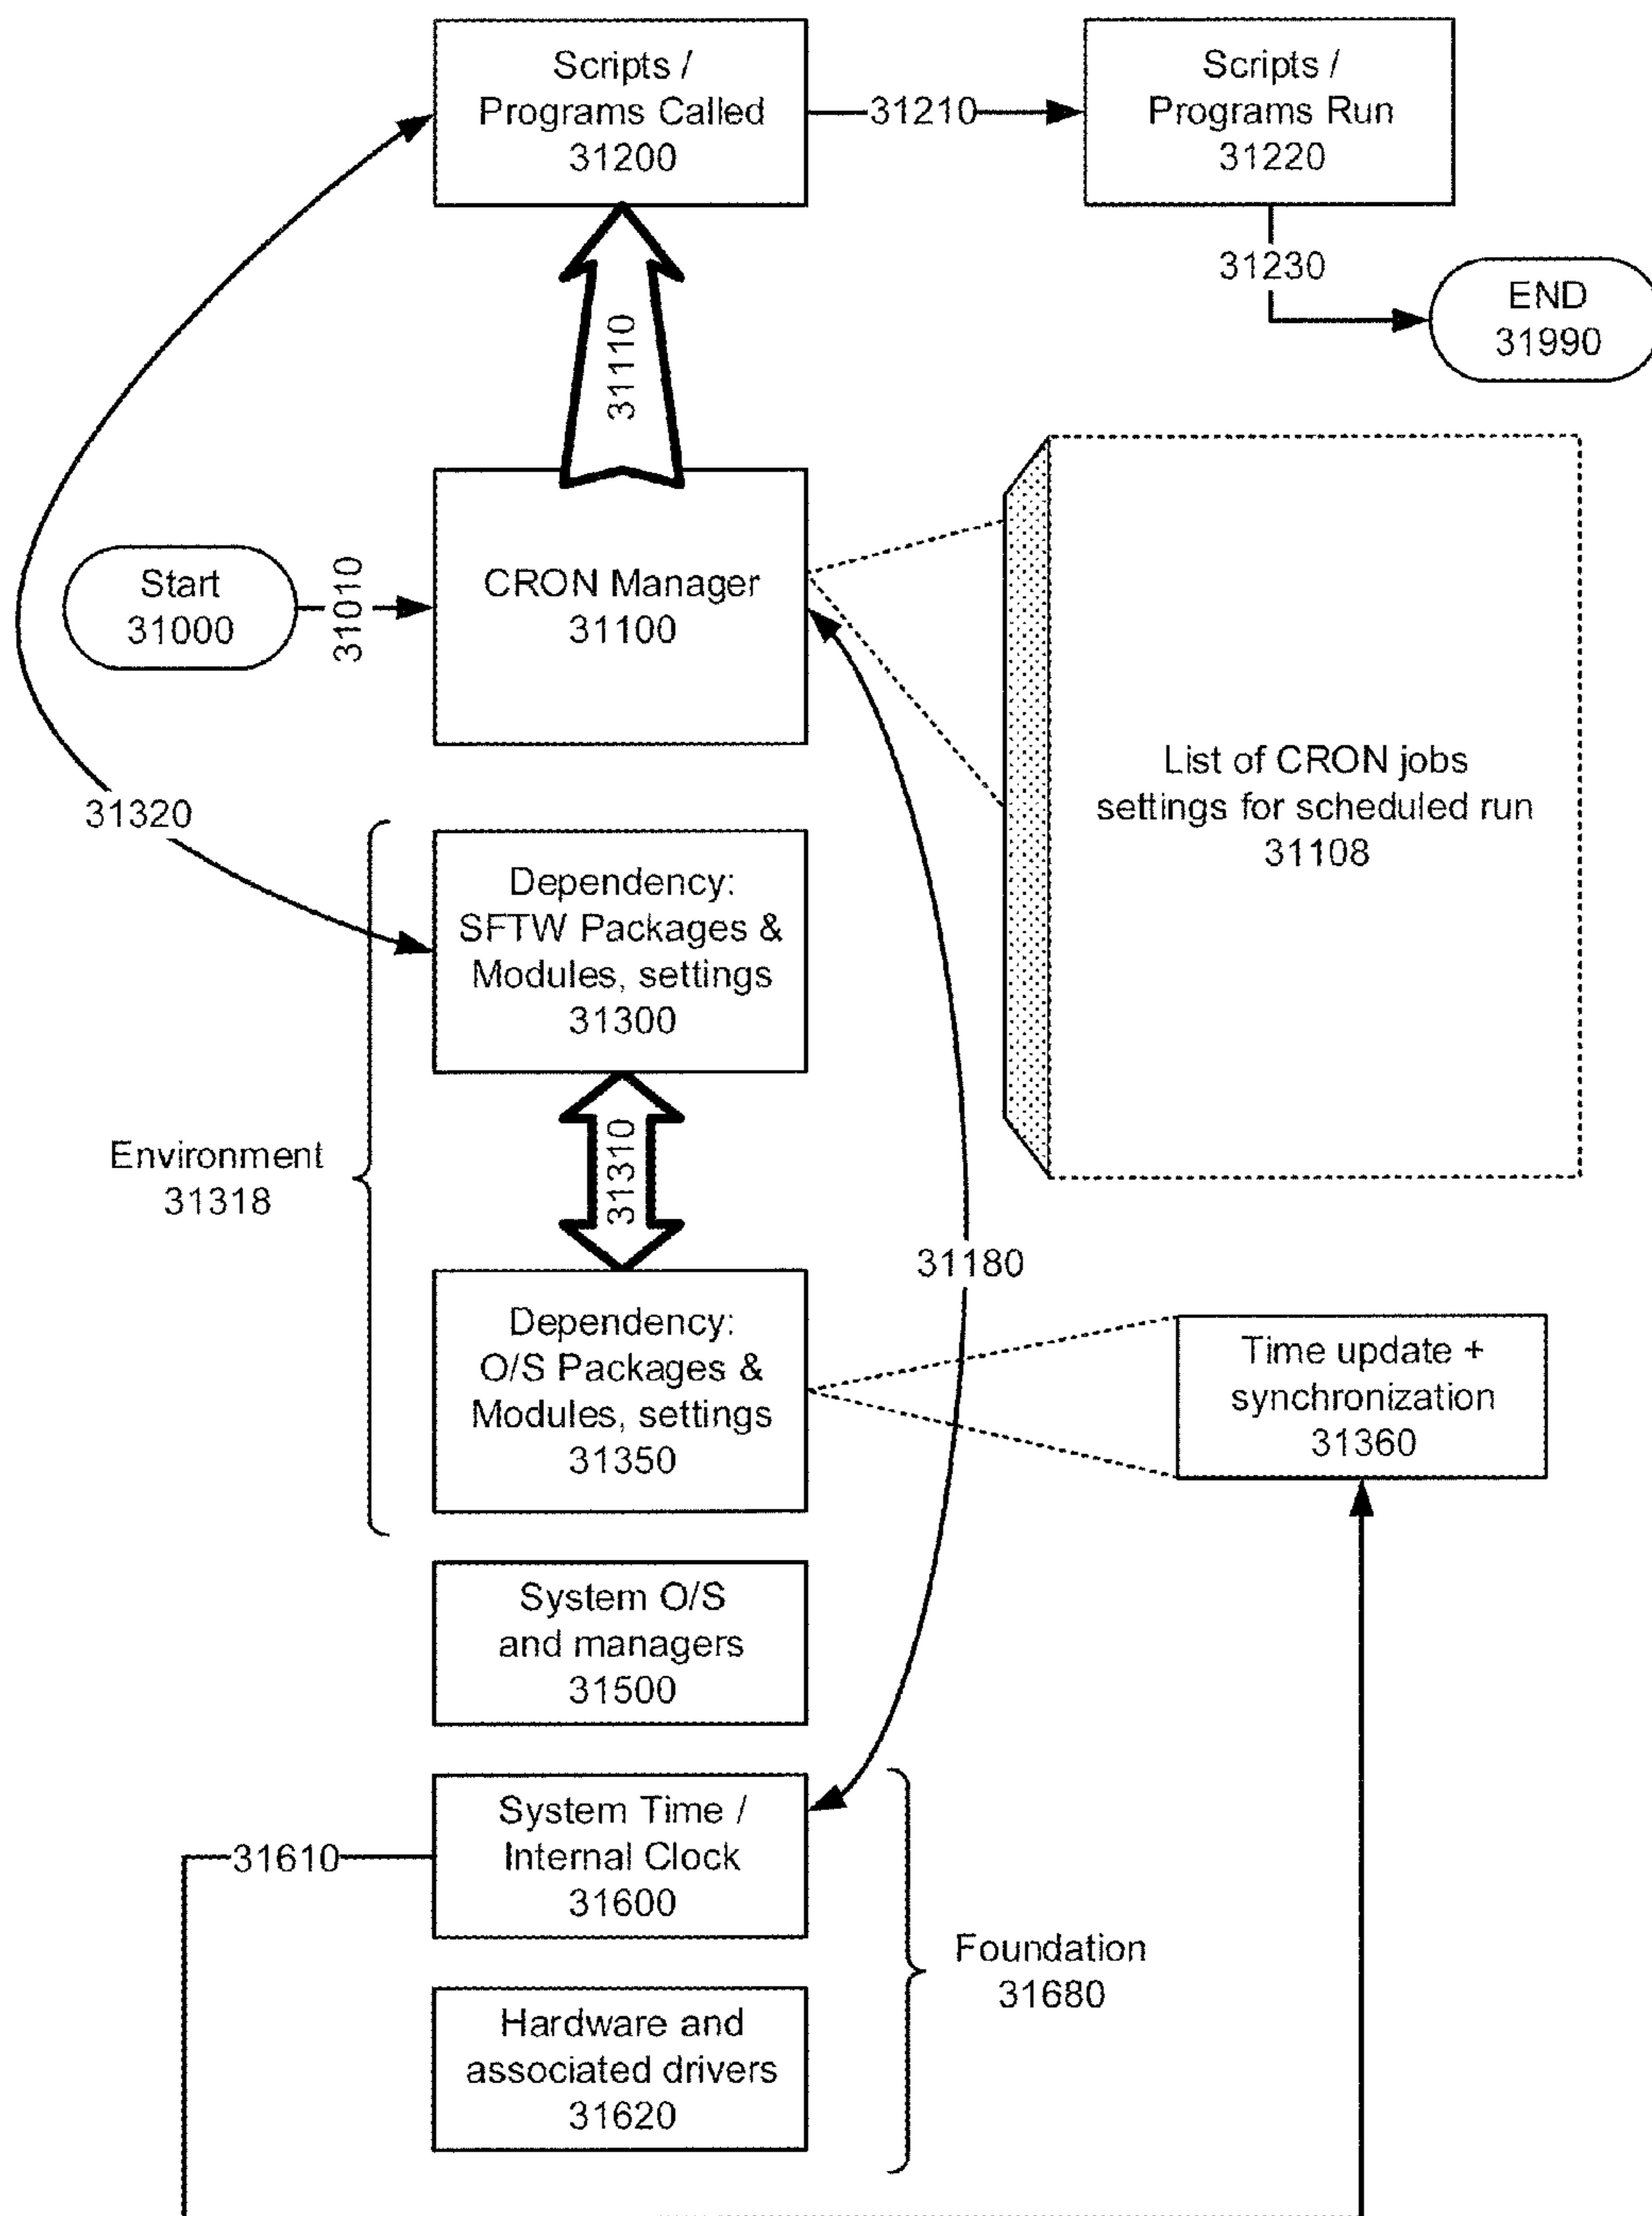 Scripts /
Programs Called
31200
31210
Scripts /
Programs Run
31220
31230
END
31990
31110
Start
31000
31010
CRON Manager
31100
List of CRON jobs
settings for scheduled run
31108
31320
Dependency:
SFTW Packages &
Modules, settings
31300
31310
Environment
31318
31180
Dependency:
O/S Packages &
Modules, settings
31350
Time update +
synchronization
31360
System O/S
and managers
31500
System Time /
Internal Clock
31600
31610
Foundation
31680
Hardware and
associated drivers
31620